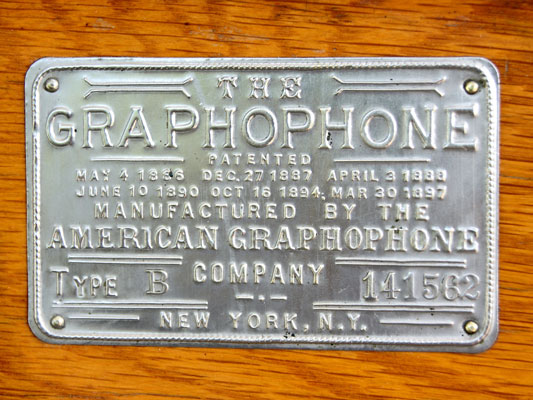 THE
GRAPHOPHONE
PATENTED
MAY 4 1886 DEC. 27 1887 APRIL 3 1888
JUNE 10 1890 OCT 16 1894, MAR 30 1897
MANUFACTURED BY THE
AMERICAN GRAPHOPHONE
TYPE B COMPANY 141562
NEW YORK, N.Y.